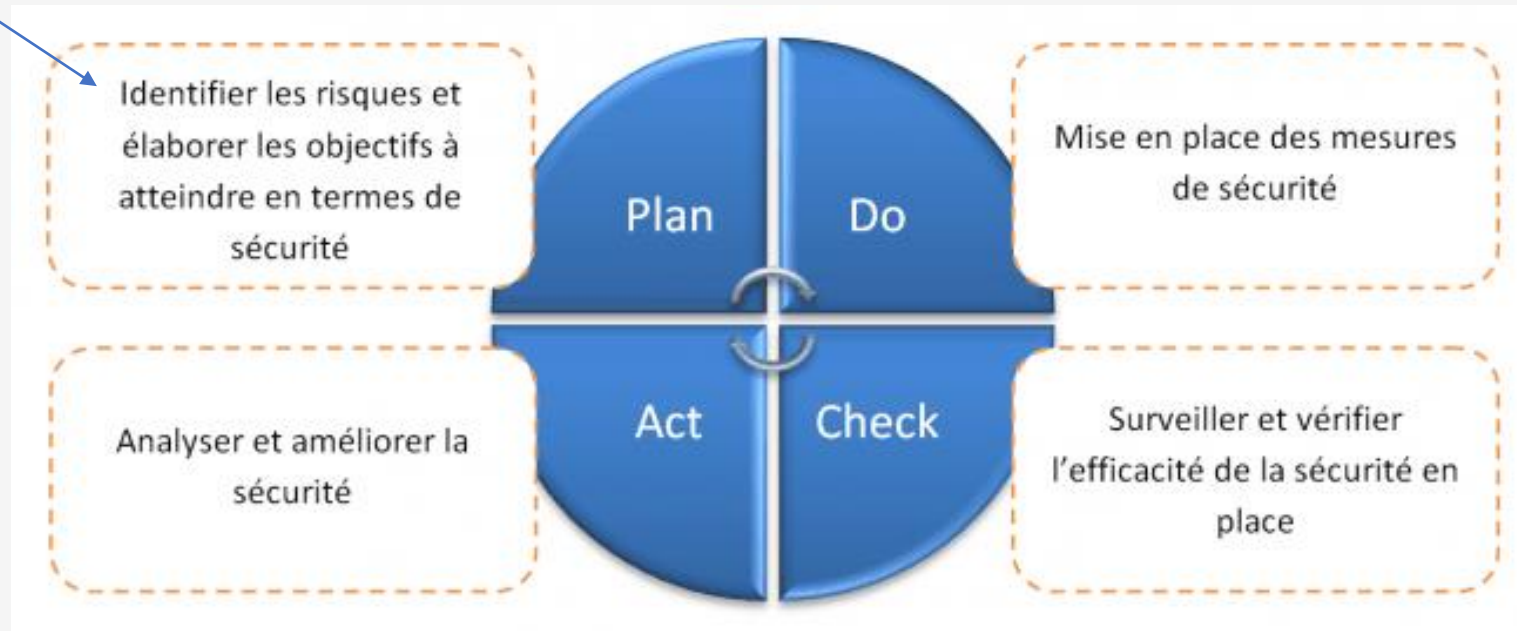 Identifier les risques et
élaborer les objectifs à
atteindre en termes de
sécurité
Plan
Do
Mise en place des mesures
de sécurité
Analyser et améliorer la
sécurité
Act
Check
Surveiller et vérifier
l’efficacité de la sécurité en
place